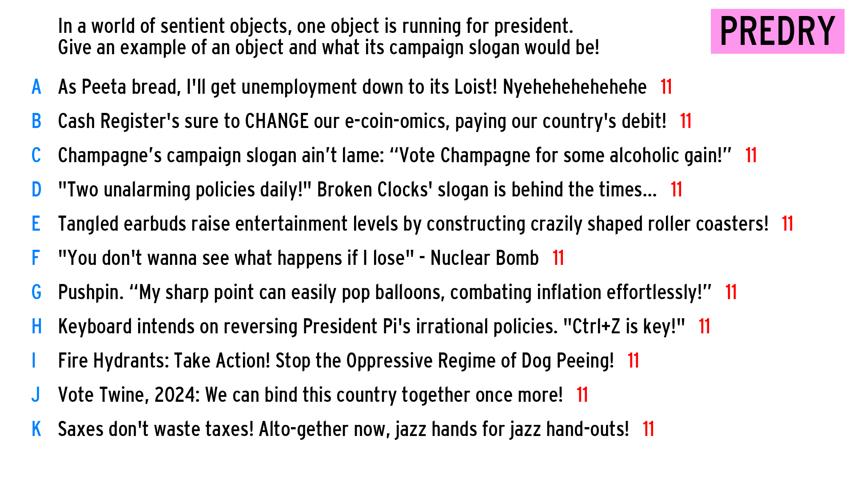 In a world of sentient objects, one object is running for president.
Give an example of an object and what its campaign slogan would be!
PREDRY
A As Peeta bread, I'll get unemployment down to its Loist! Nyehehehehehehe 11
B Cash Register's sure to CHANGE our e-coin-omics, paying our country's debit! 11
C Champagne’s campaign slogan ain’t lame: “Vote Champagne for some alcoholic gain!” 11
D "Two unalarming policies daily!" Broken Clocks' slogan is behind the times... 11
E Tangled earbuds raise entertainment levels by constructing crazily shaped roller coasters! 11
F "You don't wanna see what happens if I lose" - Nuclear Bomb 11
G Pushpin. “My sharp point can easily pop balloons, combating inflation effortlessly!” 11
H Keyboard intends on reversing President Pi's irrational policies. "Ctrl+Z is key!" 11
I Fire Hydrants: Take Action! Stop the Oppressive Regime of Dog Peeing! 11
J Vote Twine, 2024: We can bind this country together once more! 11
K Saxes don't waste taxes! Alto-gether now, jazz hands for jazz hand-outs! 11